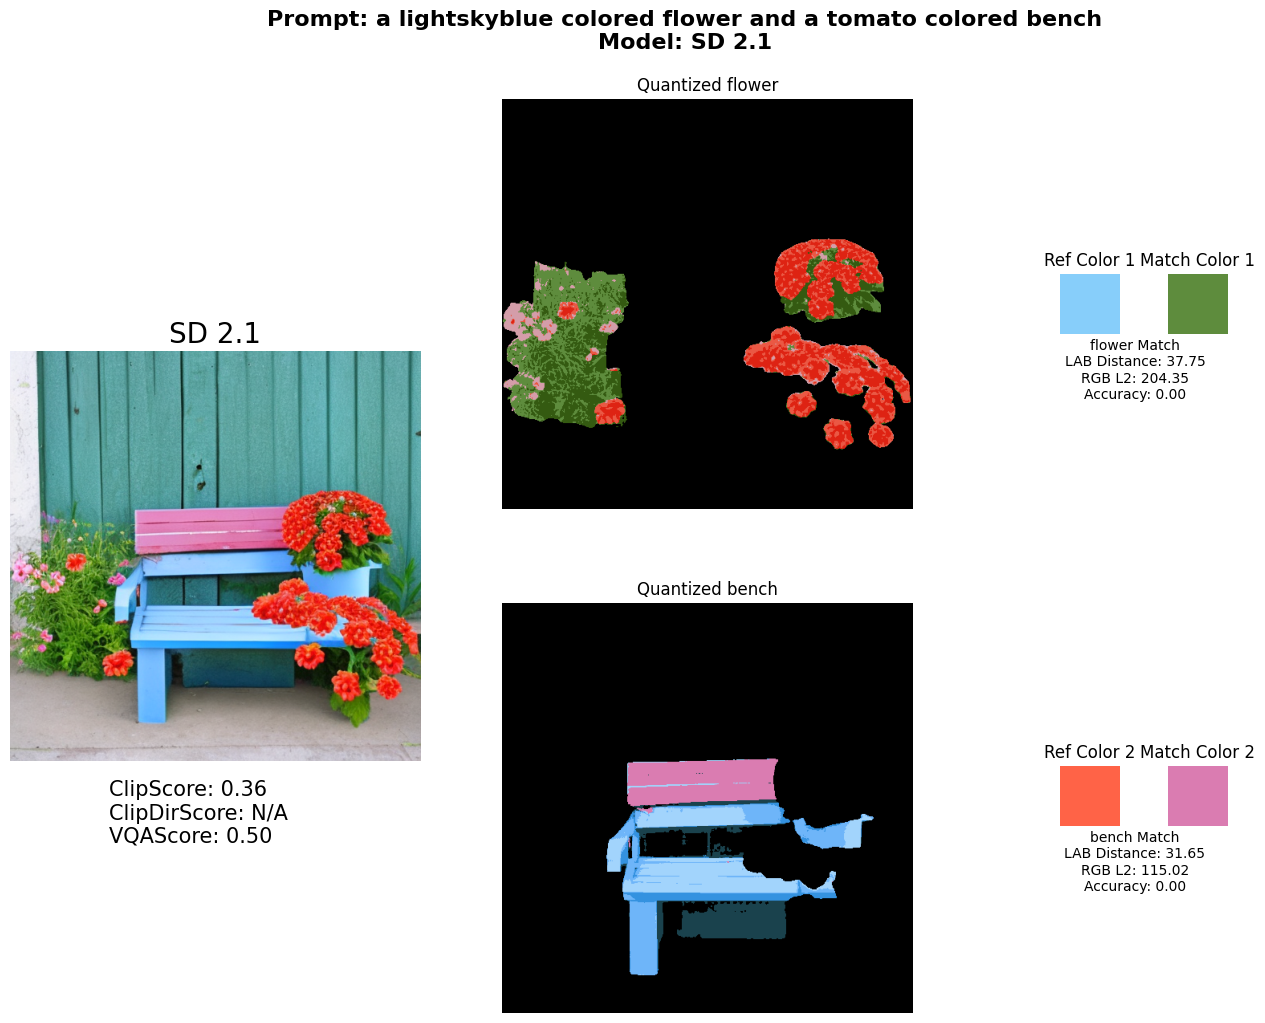 Prompt: a lightskyblue colored flower and a tomato colored bench
Model: SD 2.1
Quantized flower
Ref Color 1 Match Color 1
flower Match
LAB Distance: 37.75
RGB L2: 204.35
Accuracy: 0.00
SD 2.1
ClipScore: 0.36
ClipDirScore: N/A
VQAScore: 0.50
Quantized bench
Ref Color 2 Match Color 2
bench Match
LAB Distance: 31.65
RGB L2: 115.02
Accuracy: 0.00